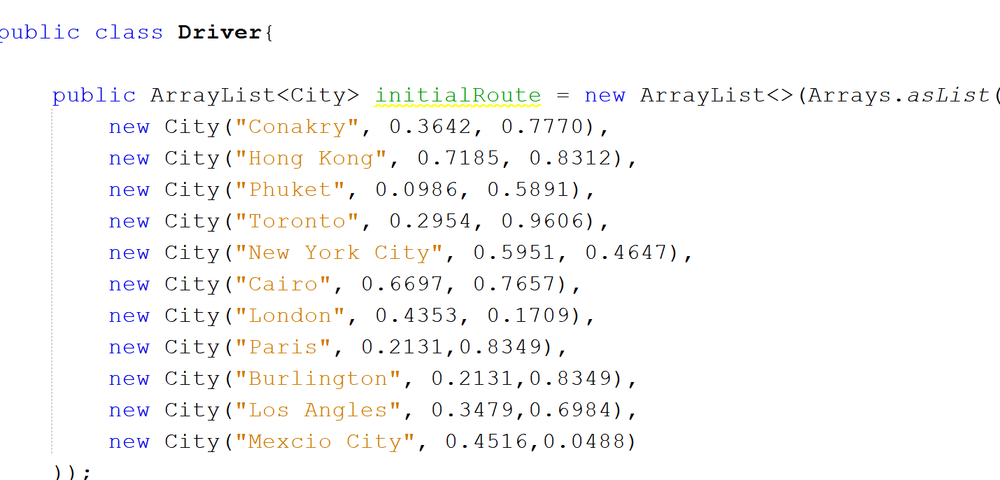 public class Driver{
public ArrayList<City> initialRoute = new ArrayList<>(Arrays.asList(
new City("Conakry", 0.3642, 0.7770),
new City("Hong Kong", 0.7185, 0.8312),
new City("Phuket", 0.0986, 0.5891),
new City("Toronto", 0.2954, 0.9606),
new City("New York City", 0.5951, 0.4647),
new City("Cairo", 0.6697, 0.7657),
new City("London", 0.4353, 0.1709),
new City("Paris", 0.2131,0.8349),
new City("Burlington", 0.2131,0.8349),
new City("Los Angles", 0.3479,0.6984),
new City("Mexcio City", 0.4516,0.0488)
));